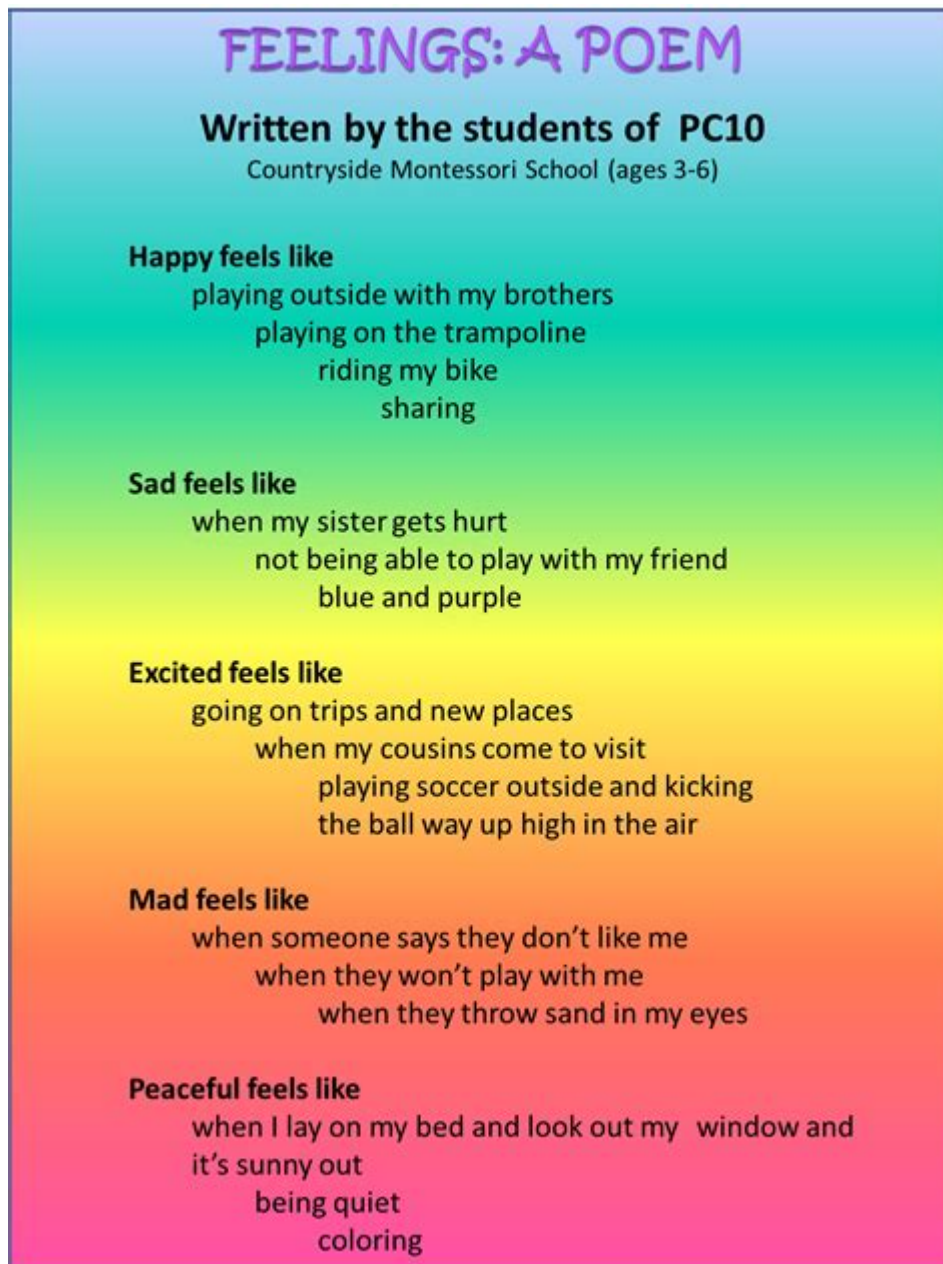 FEELINGS: A POEM
Written by the students of PC10
Countryside Montessori School (ages 3-6)
Happy feels like
playing outside with my brothers
playing on the trampoline
riding my bike
sharing
Sad feels like
when my sister gets hurt
not being able to play with my friend
blue and purple
Excited feels like
going on trips and new places
when my cousins come to visit
playing soccer outside and kicking
the ball way up high in the air
Mad feels like
when someone says they don’t like me
when they won’t play with me
when they throw sand in my eyes
Peaceful feels like
when I lay on my bed and look out my window and
it’s sunny out
being quiet
coloring